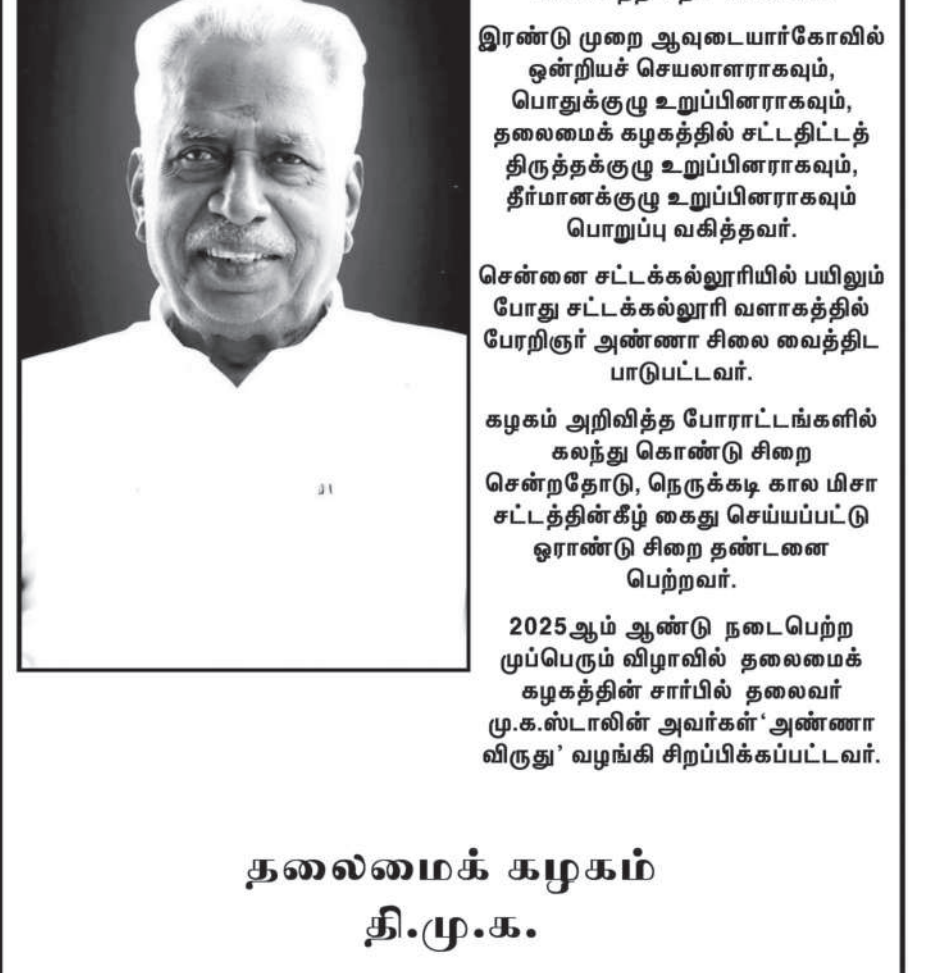 இரண்டு முறை ஆவுடையார்கோவில்
ஒன்றியச் செயலாளராகவும்,
பொதுக்குழு உறுப்பினராகவும்,
தலைமைக் கழகத்தில் சட்டதிட்டத்
திருத்தக்குழு உறுப்பினராகவும்,
தீர்மானக்குழு உறுப்பினராகவும்
பொறுப்பு வகித்தவர்.
சென்னை சட்டக்கல்லூரியில் பயிலும்
போது சட்டக்கல்லூரி வளாகத்தில்
பேரறிஞர் அண்ணா சிலை வைத்திட
பாடுபட்டவர்.
கழகம் அறிவித்த போராட்டங்களில்
கலந்து கொண்டு சிறை
சென்றதோடு, நெருக்கடி கால மிசா
சட்டத்தின்கீழ் கைது செய்யப்பட்டு
ஓராண்டு சிறை தண்டனை
பெற்றவர்.
2025ஆம் ஆண்டு நடைபெற்ற
முப்பெரும் விழாவில் தலைமைக்
கழகத்தின் சார்பில் தலைவர்
மு.க.ஸ்டாலின் அவர்கள் ‘அண்ணா
விருது’ வழங்கி சிறப்பிக்கப்பட்டவர்.
தலைமைக் கழகம்
தி.மு.க.